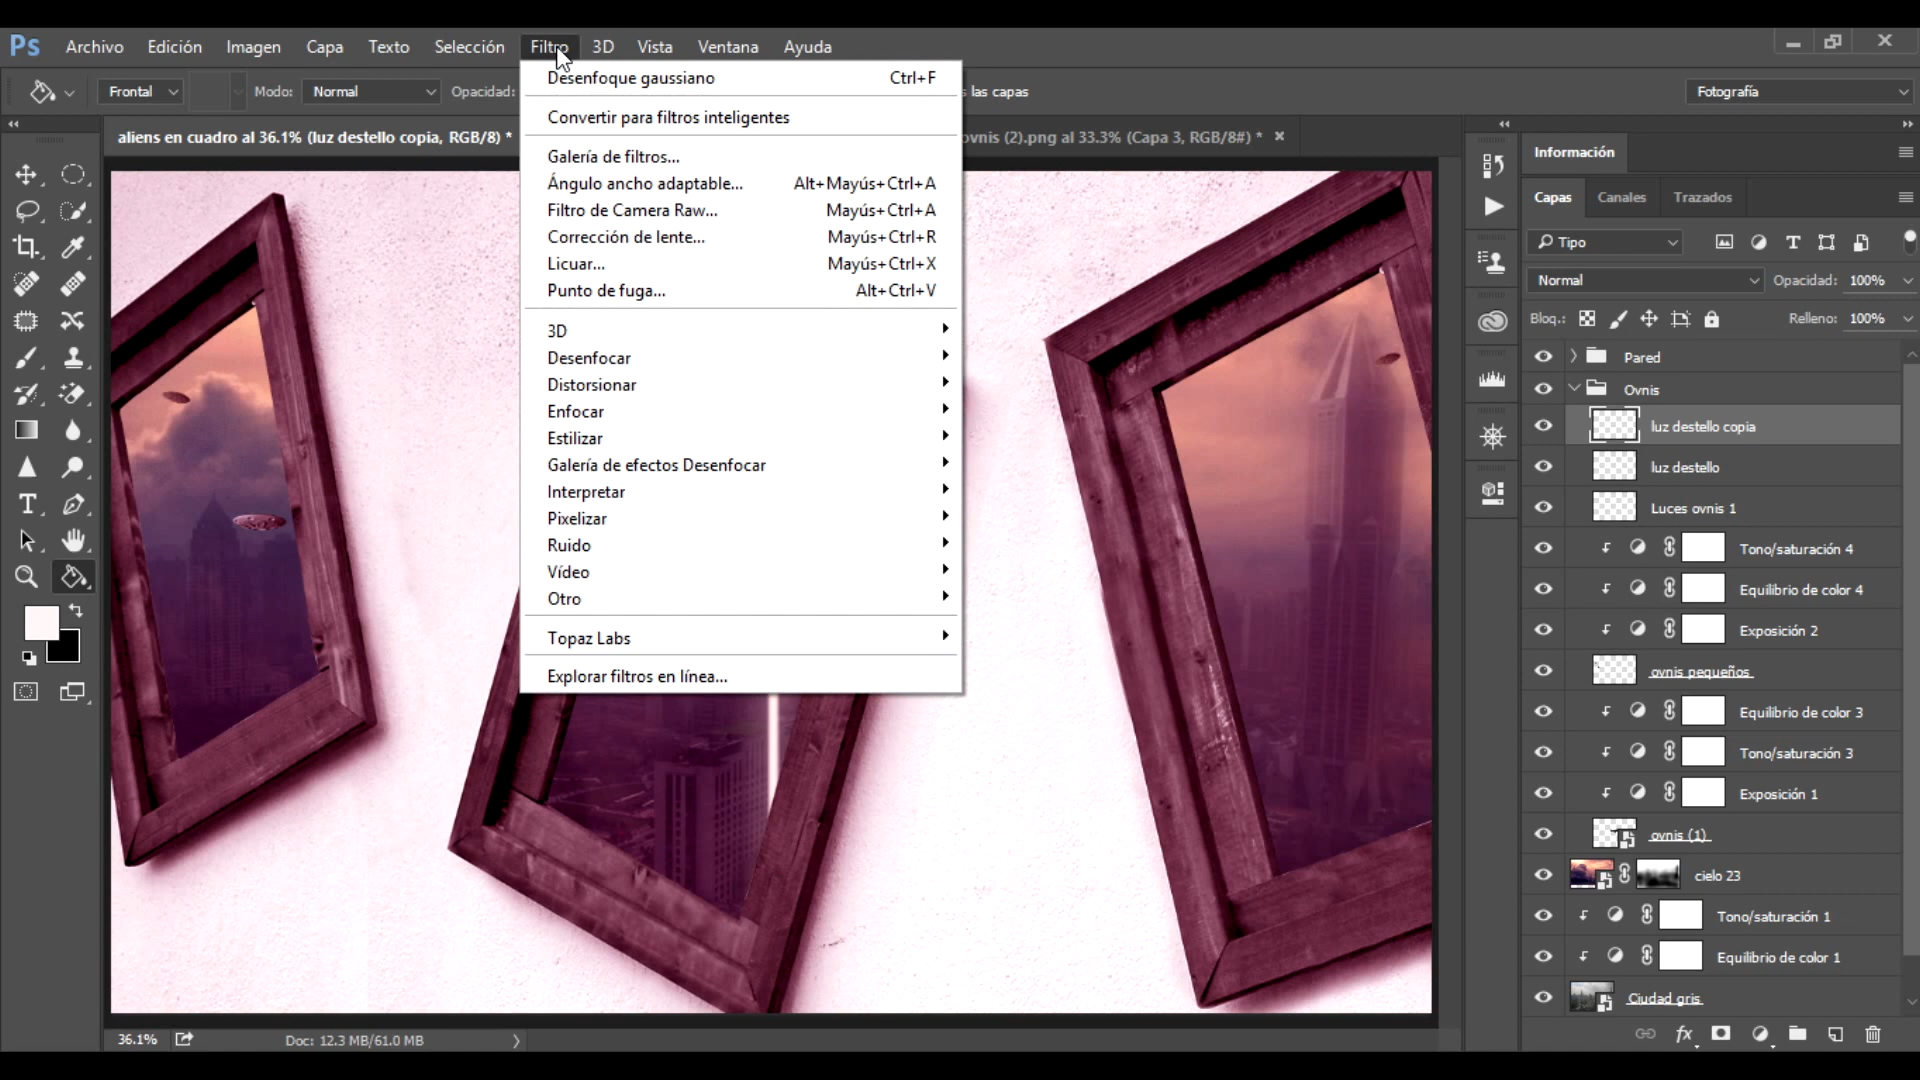 Ps Archivo Edición Imagen Capa Texto Selección Filtro 3D Vista Ventana Ayuda
Frontal Modo: Normal Opacidad: s las capas Fotografía
aliens en cuadro al 36.1% (luz destello copia, RGB/8) * ovnis (2).png al 33.3% (Capa 3, RGB/8#) *
Desenfoque gaussiano Ctrl+F
Convertir para filtros inteligentes
Galería de filtros...
Ángulo ancho adaptable... Alt+Mayús+Ctrl+A
Filtro de Camera Raw... Mayús+Ctrl+A
Corrección de lente... Mayús+Ctrl+R
Licuar... Mayús+Ctrl+X
Punto de fuga... Alt+Ctrl+V
3D
Desenfocar
Distorsionar
Enfocar
Estilizar
Galería de efectos Desenfocar
Interpretar
Pixelizar
Ruido
Vídeo
Otro
Topaz Labs
Explorar filtros en línea...
Información
Capas Canales Trazados
Tipo
Normal Opacidad: 100%
Bloq.: Relleno: 100%
Pared
Ovnis
luz destello copia
luz destello
Luces ovnis 1
Tono/saturación 4
Equilibrio de color 4
Exposición 2
ovnis pequeños
Equilibrio de color 3
Tono/saturación 3
Exposición 1
ovnis (1)
cielo 23
Tono/saturación 1
Equilibrio de color 1
Ciudad gris
36.1% Doc: 12.3 MB/61.0 MB